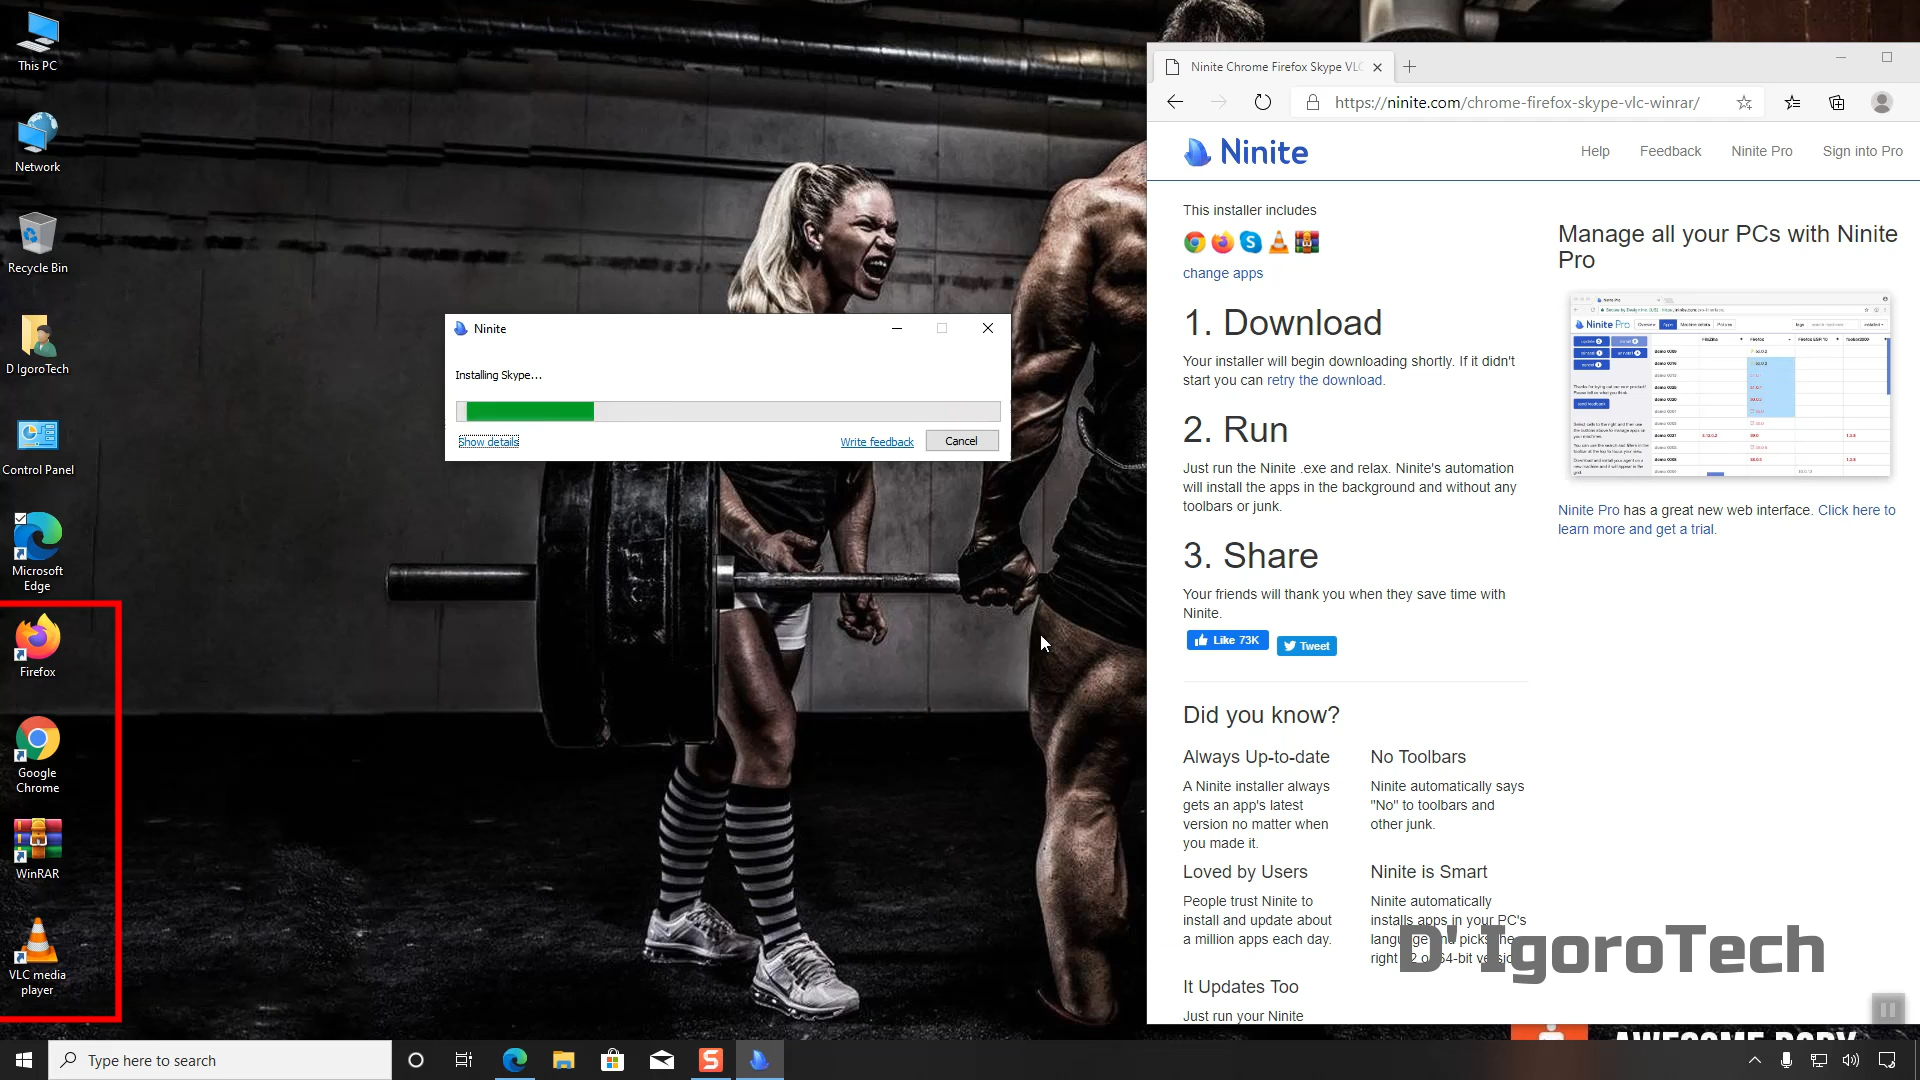 This PC
Network
Recycle Bin
D IgoroTech
Control Panel
Microsoft
Edge
Firefox
Google
Chrome
WinRAR
VLC media
player
Ninite
Installing Skype...
Show details
Write feedback
Cancel
Ninite Chrome Firefox Skype VLC
https://ninite.com/chrome-firefox-skype-vlc-winrar/
Ninite
Help
Feedback
Ninite Pro
Sign into Pro
This installer includes
change apps
1. Download
Your installer will begin downloading shortly. If it didn't
start you can retry the download.
2. Run
Just run the Ninite .exe and relax. Ninite's automation
will install the apps in the background and without any
toolbars or junk.
3. Share
Your friends will thank you when they save time with
Ninite.
Like 73K
Tweet
Did you know?
Always Up-to-date
A Ninite installer always
gets an app's latest
version no matter when
you made it.
No Toolbars
Ninite automatically says
"No" to toolbars and
other junk.
Loved by Users
People trust Ninite to
install and update about
a million apps each day.
Ninite is Smart
Ninite automatically
installs apps in your PC's
It Updates Too
Just run your Ninite
Manage all your PCs with Ninite
Pro
Ninite Pro
Ninite Pro has a great new web interface. Click here to
learn more and get a trial.
D'IgoroTech
AWESOME BODY
Type here to search